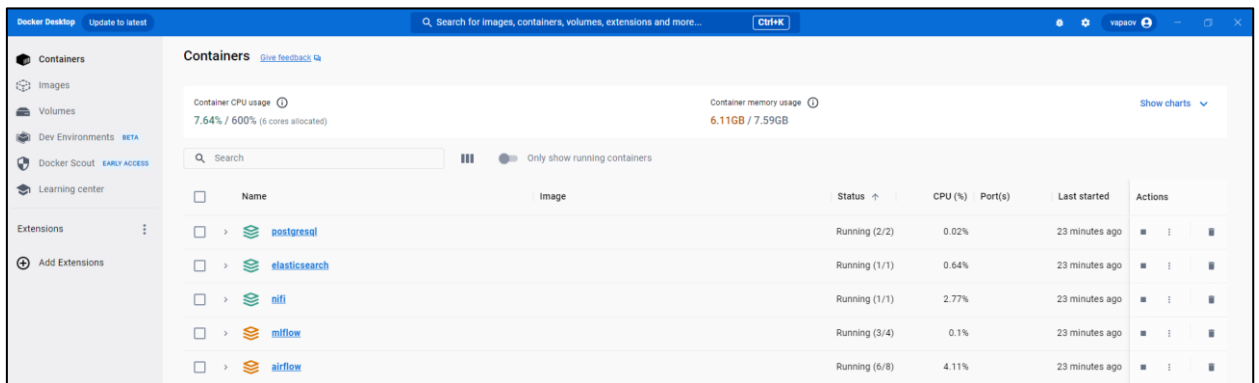 Docker Desktop Update to latest Search for images, containers, volumes, extensions and more... Ctrl+K vapaov
Containers
Images
Volumes
Dev Environments BETA
Docker Scout EARLY ACCESS
Learning center
Extensions
Add Extensions
Containers Give feedback
Container CPU usage
7.64% / 600% (6 cores allocated)
Container memory usage
6.11GB / 7.59GB
Show charts
Search
Only show running containers
Name Image Status CPU (%) Port(s) Last started Actions
postgresql Running (2/2) 0.02% 23 minutes ago
elasticsearch Running (1/1) 0.64% 23 minutes ago
nifi Running (1/1) 2.77% 23 minutes ago
mlflow Running (3/4) 0.1% 23 minutes ago
airflow Running (6/8) 4.11% 23 minutes ago